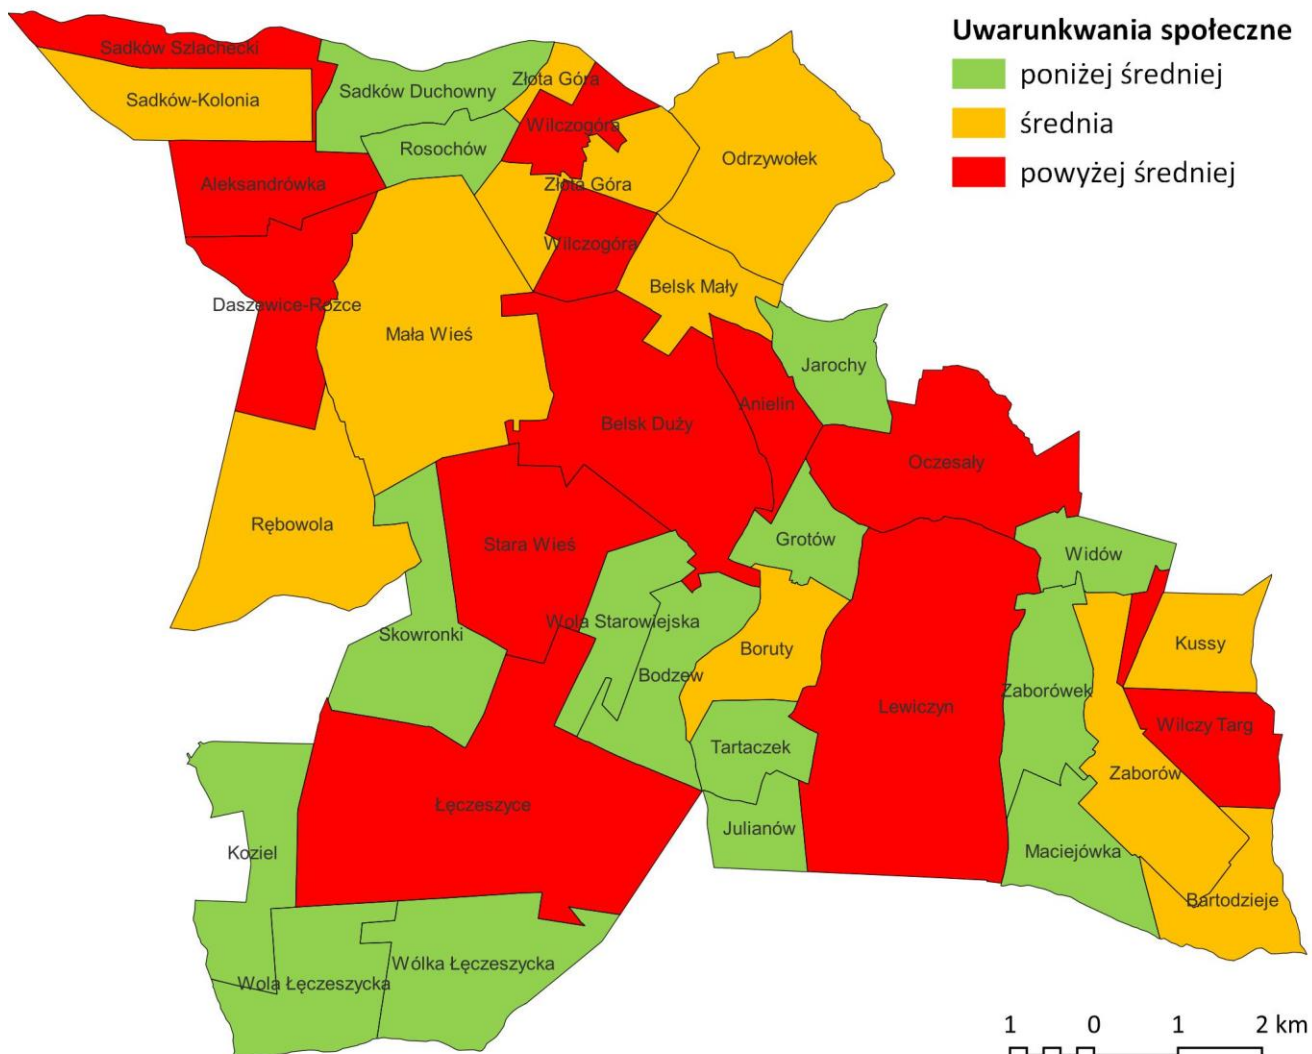 Uwarunkwania społeczne
poniżej średniej
średnia
powyżej średniej
Sadków Szlachecki
Sadków-Kolonia
Sadków Duchowny
Złota Góra
Wilczogóra
Rosochów
Odrzywołek
Aleksandrówka
Złota Góra
Wilczogóra
Belsk Mały
Daszewice-Rożce
Mała Wieś
Jarochy
Anielin
Belsk Duży
Oczesały
Rębowola
Stara Wieś
Grotów
Widów
Wola Starowiejska
Skowronki
Boruty
Kussy
Bodzew
Zaborówek
Lewiczyn
Wilczy Targ
Tartaczek
Zaborów
Łęczeszyce
Julianów
Koziel
Maciejówka
Bartodzieje
Wólka Łęczeszycka
Wola Łęczeszycka
1 0 1 2 km